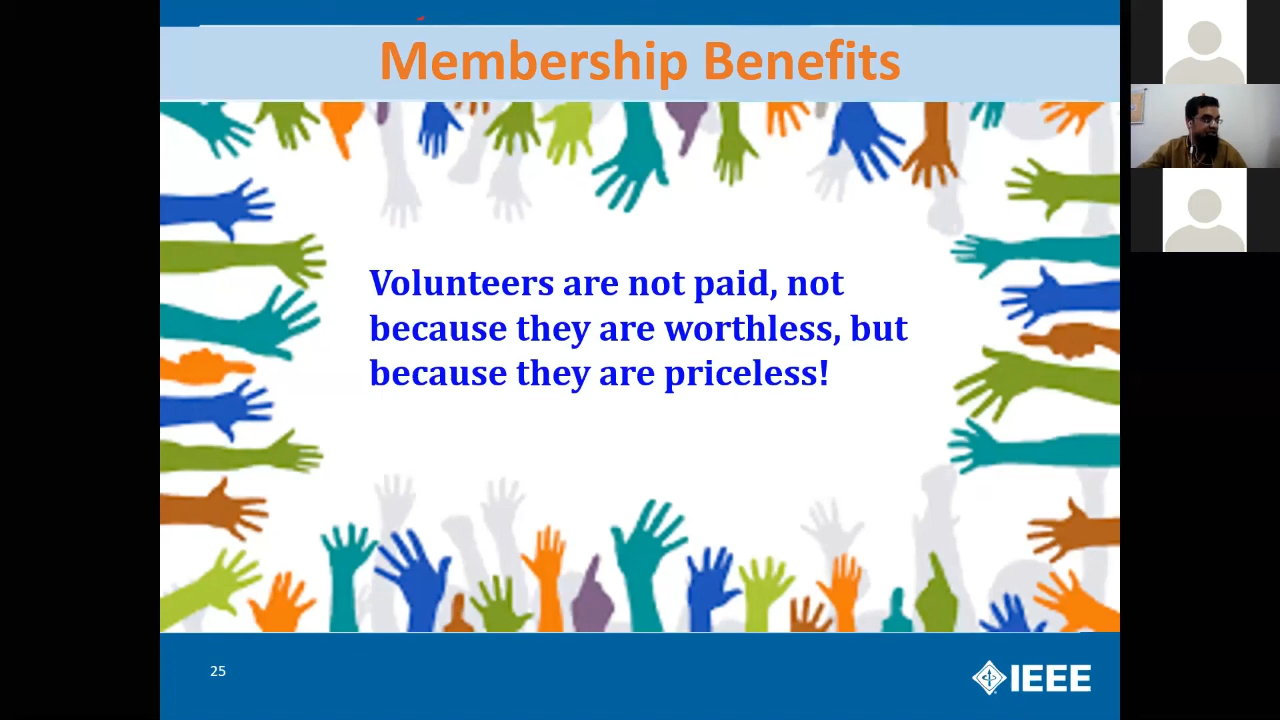 Membership Benefits
Volunteers are not paid, not
because they are worthless, but
because they are priceless!
25
IEEE